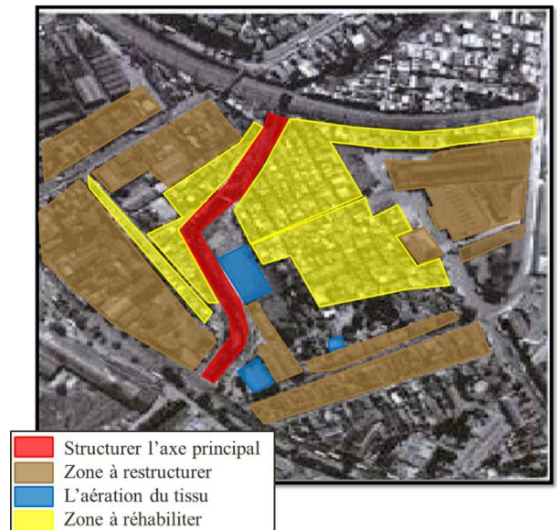 Structurer l’axe principal
Zone à restructurer
L’aération du tissu
Zone à réhabiliter